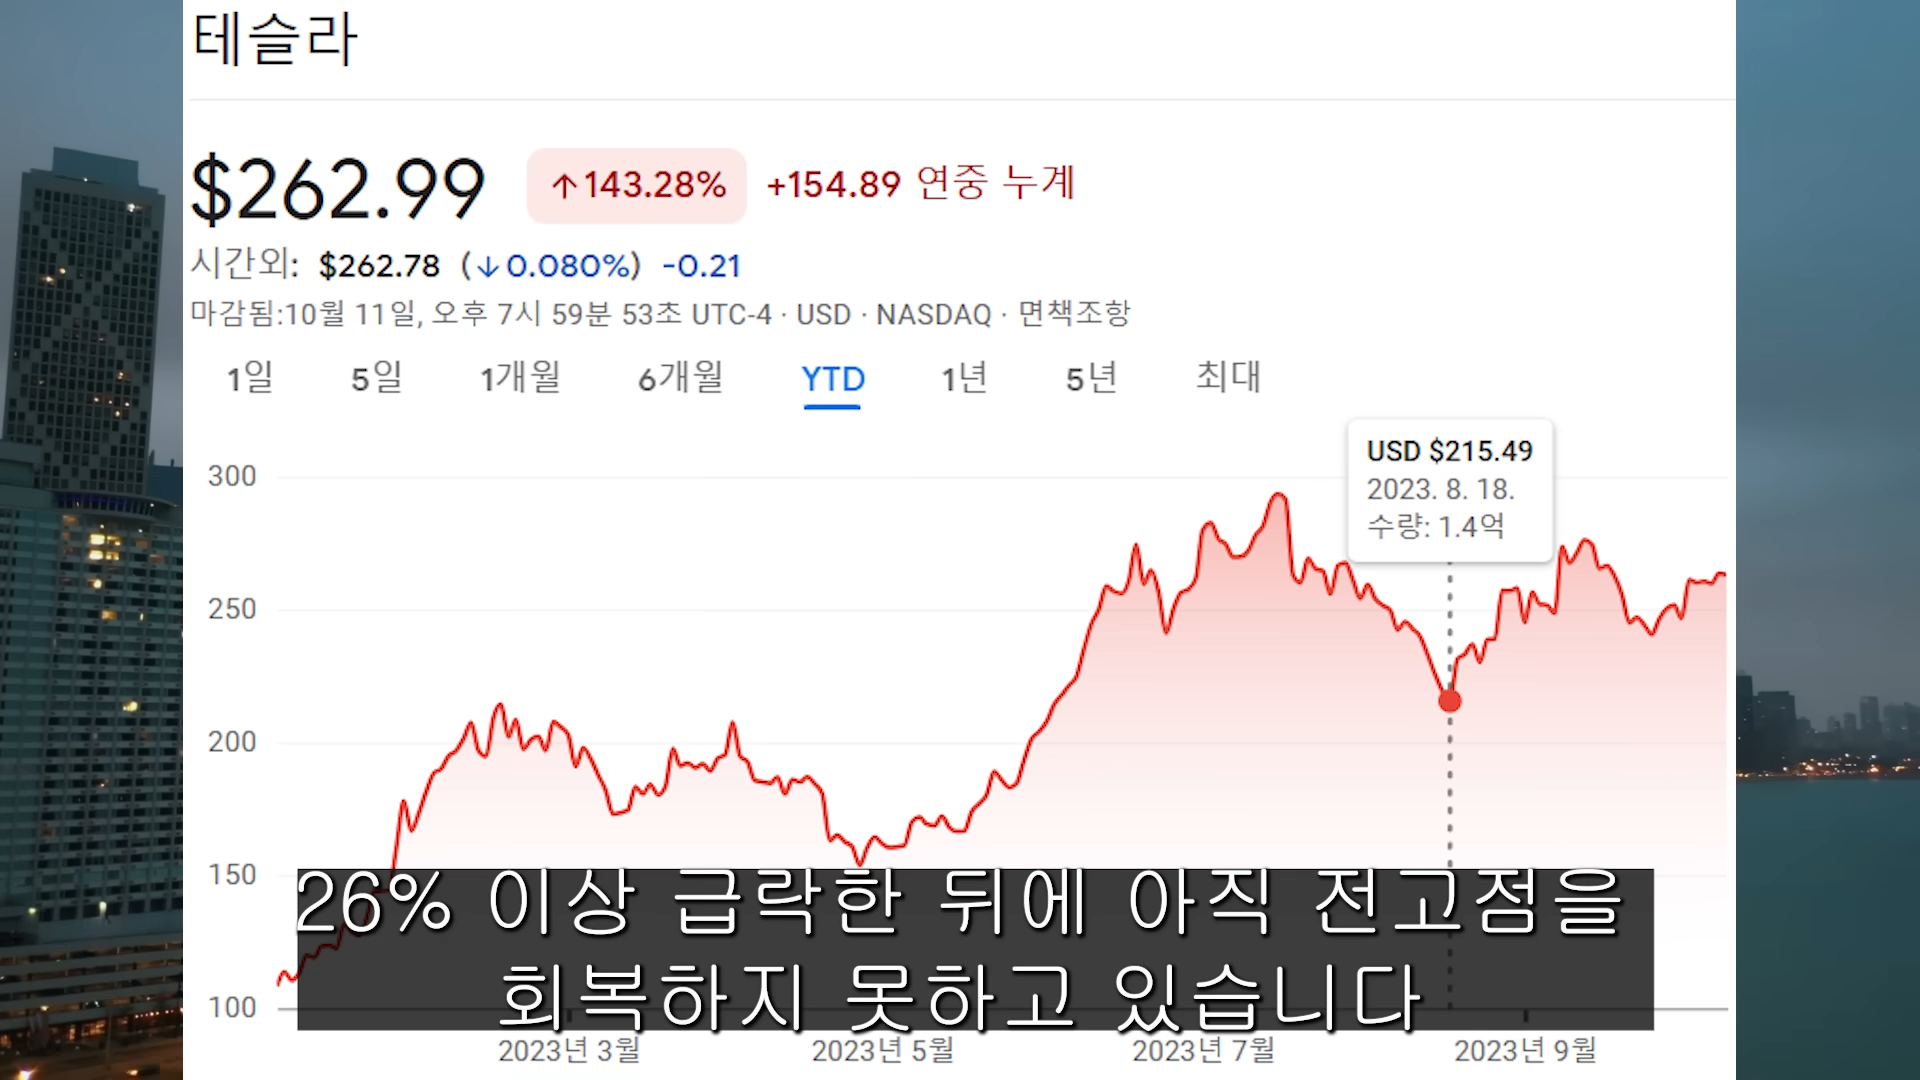 테슬라
$262.99 ↑143.28% +154.89 연중 누계
시간외: $262.78 (↓0.080%) -0.21
마감됨:10월 11일, 오후 7시 59분 53초 UTC-4 · USD · NASDAQ · 면책조항
1일 5일 1개월 6개월 YTD 1년 5년 최대
USD $215.49
2023. 8. 18.
수량: 1.4억
300
250
200
150
100
26% 이상 급락한 뒤에 아직 전고점을
회복하지 못하고 있습니다
2023년 3월 2023년 5월 2023년 7월 2023년 9월